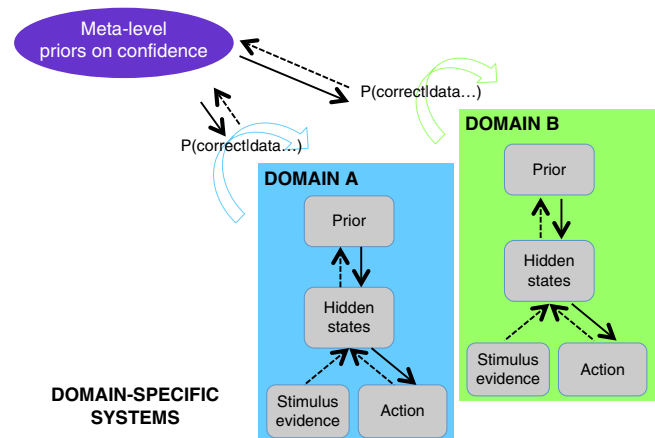 Meta-level
priors on confidence
P(correct|data…)
P(correct|data…)
DOMAIN B
Prior
Hidden
states
Stimulus
evidence
Action
DOMAIN A
Prior
Hidden
states
Stimulus
evidence
Action
DOMAIN-SPECIFIC
SYSTEMS